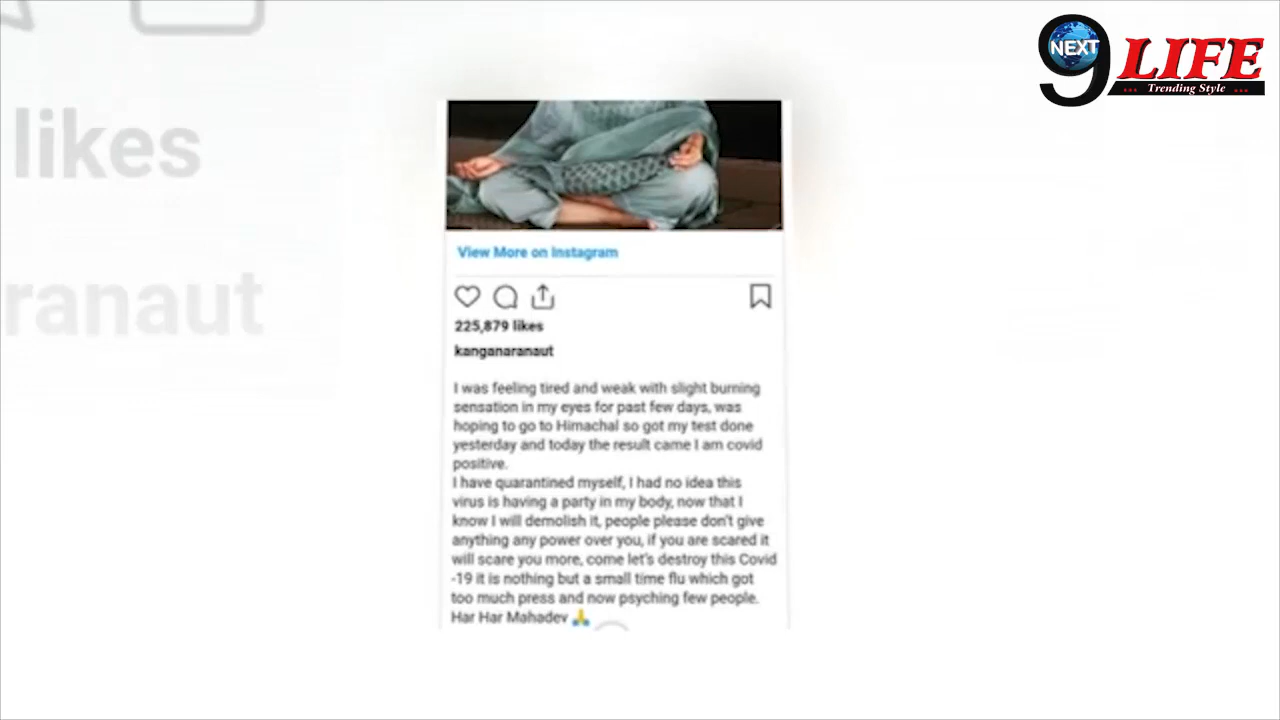 NEXT
9 LIFE
... Trending Style ...
likes
ranaut
View More on Instagram
225,879 likes
kanganaranaut
I was feeling tired and weak with slight burning
sensation in my eyes for past few days, was
hoping to go to Himachal so got my test done
yesterday and today the result came I am covid
positive.
I have quarantined myself, I had no idea this
virus is having a party in my body, now that I
know I will demolish it, people please don't give
anything any power over you, if you are scared it
will scare you more, come let's destroy this Covid
-19 it is nothing but a small time flu which got
too much press and now psyching few people.
Har Har Mahadev 🙏